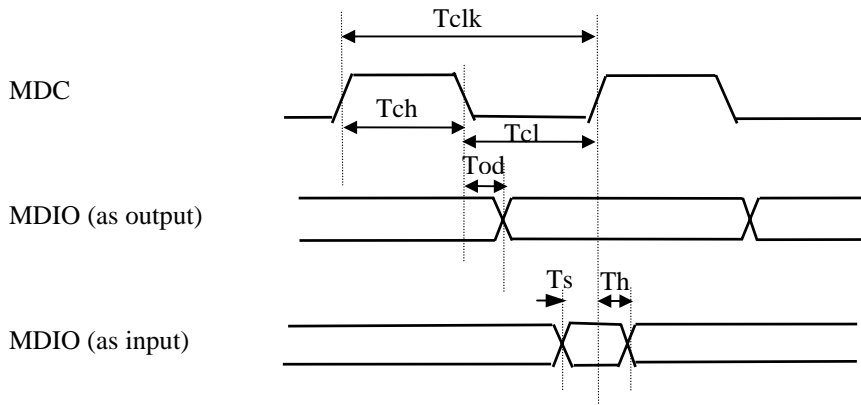 Tclk
MDC
Tch
Tcl
Tod
MDIO (as output)
Ts Th
MDIO (as input)